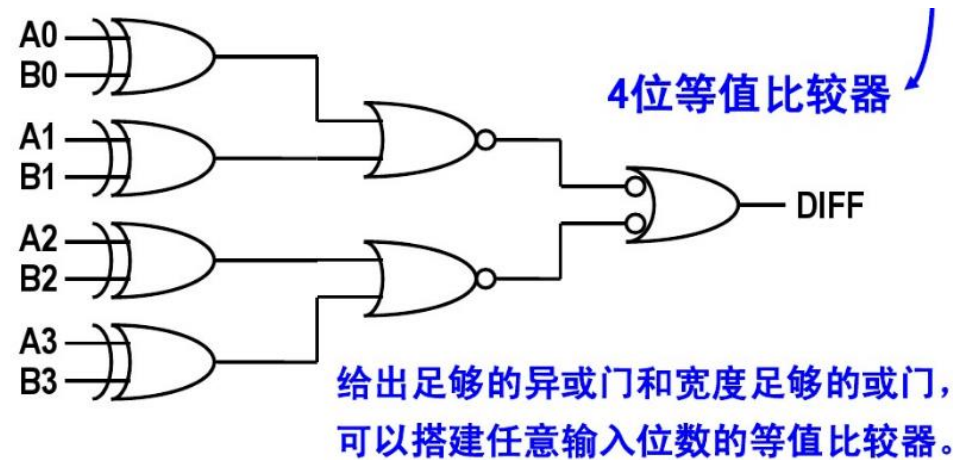 A0
B0
4位等值比较器
A1
B1
DIFF
A2
B2
A3
B3
给出足够的异或门和宽度足够的或门，
可以搭建任意输入位数的等值比较器。